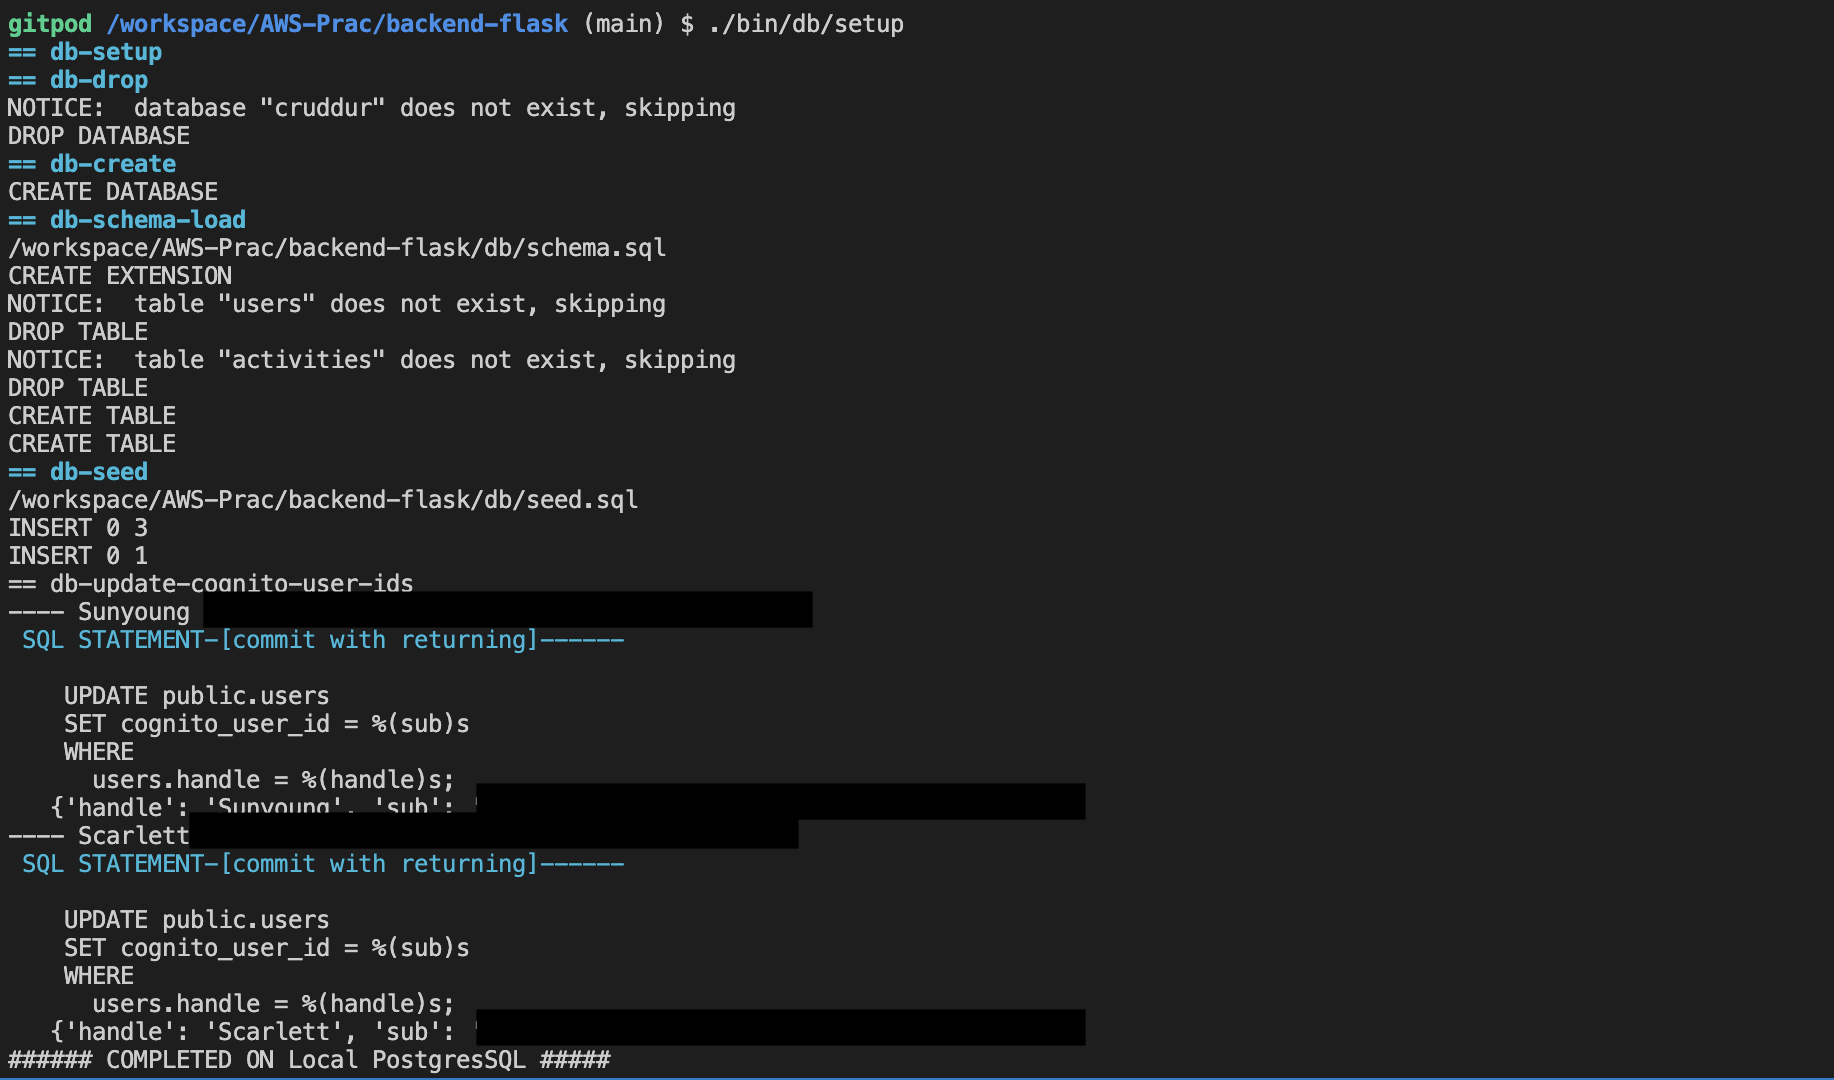 gitpod /workspace/AWS-Prac/backend-flask (main) $ ./bin/db/setup
== db-setup
== db-drop
NOTICE:  database "cruddur" does not exist, skipping
DROP DATABASE
== db-create
CREATE DATABASE
== db-schema-load
/workspace/AWS-Prac/backend-flask/db/schema.sql
CREATE EXTENSION
NOTICE:  table "users" does not exist, skipping
DROP TABLE
NOTICE:  table "activities" does not exist, skipping
DROP TABLE
CREATE TABLE
CREATE TABLE
== db-seed
/workspace/AWS-Prac/backend-flask/db/seed.sql
INSERT 0 3
INSERT 0 1
== db-update-cognito-user-ids
---- Sunyoung
 SQL STATEMENT-[commit with returning]------
    UPDATE public.users
    SET cognito_user_id = %(sub)s
    WHERE
      users.handle = %(handle)s;
   {'handle': 'Sunyoung', 'sub': '
---- Scarlett
 SQL STATEMENT-[commit with returning]------
    UPDATE public.users
    SET cognito_user_id = %(sub)s
    WHERE
      users.handle = %(handle)s;
   {'handle': 'Scarlett', 'sub': '
###### COMPLETED ON Local PostgresSQL #####